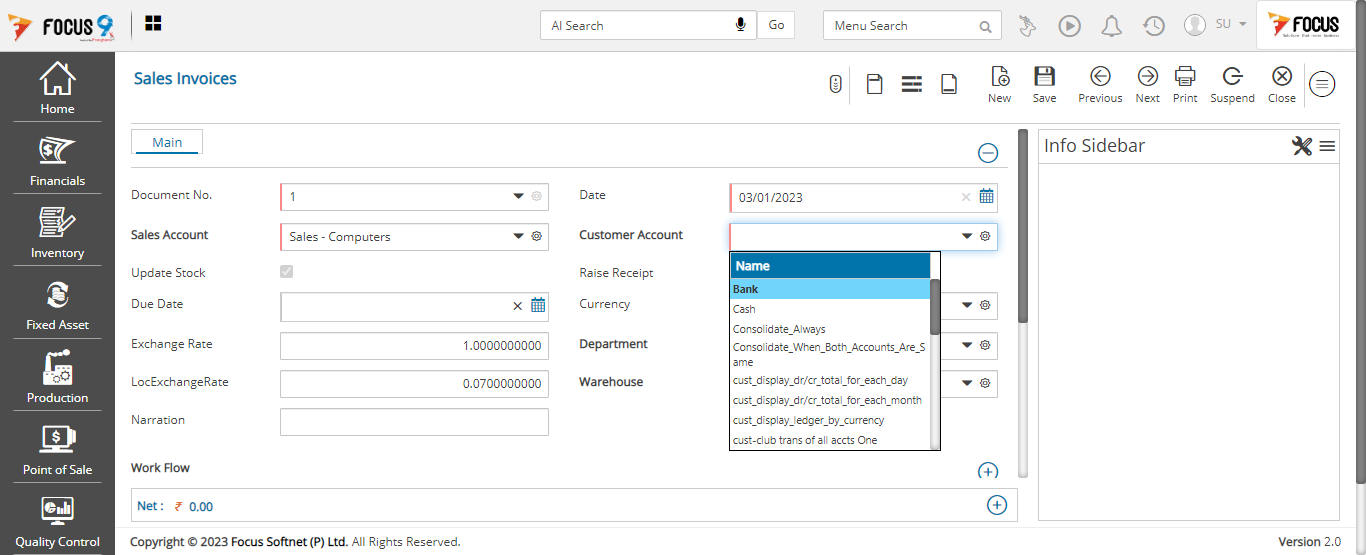 FOCUS 9
AI Search
Go
Menu Search
SU
FOCUS
Sales Invoices
New
Save
Previous
Next
Print
Suspend
Close
Home
Financials
Inventory
Fixed Asset
Production
Point of Sale
Quality Control
Main
Info Sidebar
Document No.
1
Date
03/01/2023
Sales Account
Sales - Computers
Customer Account
Update Stock
Raise Receipt
Due Date
Currency
Exchange Rate
1.0000000000
Department
LocExchangeRate
0.0700000000
Warehouse
Narration
Name
Bank
Cash
Consolidate_Always
Consolidate_When_Both_Accounts_Are_S
ame
cust_display_dr/cr_total_for_each_day
cust_display_dr/cr_total_for_each_month
cust_display_ledger_by_currency
cust-club trans of all accts One
Work Flow
Net : ₹ 0.00
Copyright © 2023 Focus Softnet (P) Ltd. All Rights Reserved.
Version 2.0